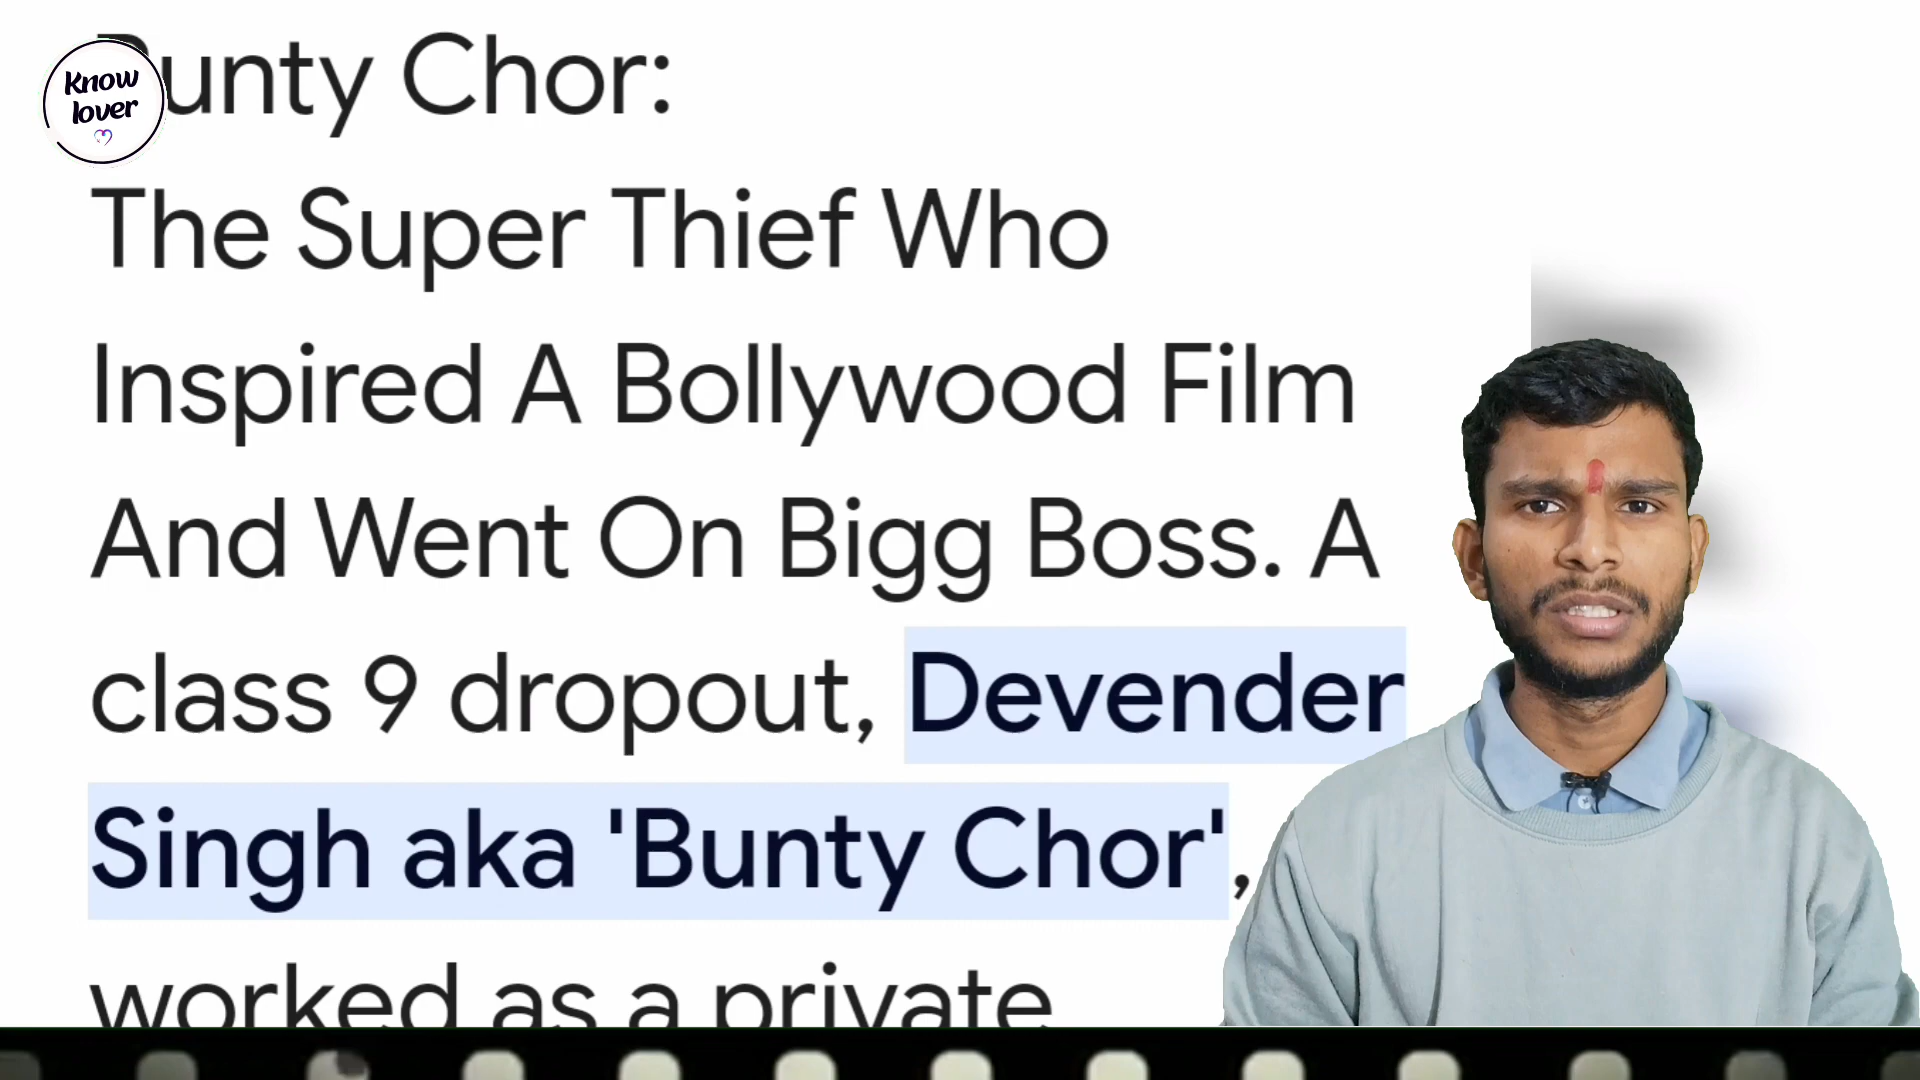 Know
lover
unty Chor:
The Super Thief Who
Inspired A Bollywood Film
And Went On Bigg Boss. A
class 9 dropout, Devender
Singh aka 'Bunty Chor',
worked as a private